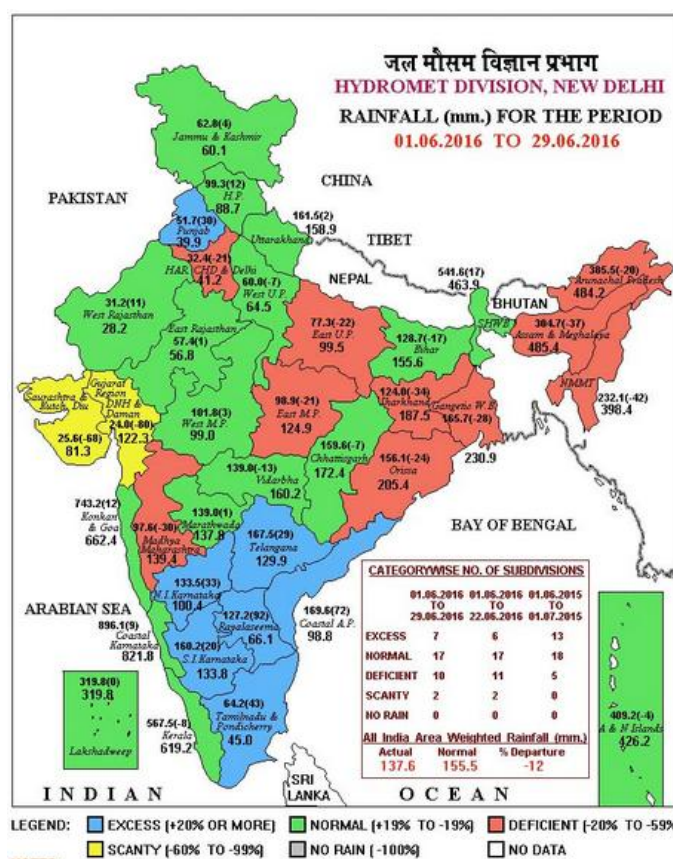 जल मौसम विज्ञान प्रभाग
HYDROMET DIVISION, NEW DELHI
RAINFALL (mm.) FOR THE PERIOD
01.06.2016 TO 29.06.2016
62.8(4)
Jammu & Kashmir
60.1
CHINA
99.3(12)
H.P.
88.7
PAKISTAN
51.7(30)
Punjab
39.9
161.5(2)
158.9
Uttarakhand
TIBET
32.4(-21)
HAR. CHD & Delhi
41.2
NEPAL
60.0(-7)
West U.P.
64.5
541.6(17)
463.9
BHUTAN
385.5(-20)
Arunachal Pradesh
484.2
31.2(11)
West Rajasthan
28.2
East Rajasthan
57.4(1)
56.8
77.3(-22)
East U.P.
99.5
128.7(-17)
Bihar
155.6
SHWB
304.7(-37)
Assam & Meghalaya
485.4
NMMT
232.1(-42)
398.4
Saurashtra &
Kutch, Diu
25.6(-68)
81.3
Gujarat
Region
DNH &
Daman
24.0(-80)
122.3
101.8(3)
West M.P.
99.0
98.9(-21)
East M.P.
124.9
124.0(-34)
Jharkhand
187.5
Gangetic W.B.
165.7(-28)
230.9
159.6(-7)
Chhattisgarh
172.4
156.1(-24)
Orissa
205.4
139.8(-13)
Vidarbha
160.2
743.2(12)
Konkan
& Goa
662.4
97.6(-30)
Madhya
Maharashtra
139.4
139.0(1)
Marathwada
137.8
167.5(29)
Telangana
129.9
BAY OF BENGAL
ARABIAN SEA
133.5(33)
N.I.Karnataka
100.4
127.2(92)
Rayalaseema
66.1
169.6(72)
Coastal A.P.
98.8
896.1(9)
Coastal
Karnataka
821.8
160.2(20)
S.I.Karnataka
133.8
64.2(43)
Tamilnadu &
Pondicherry
45.0
319.8(0)
319.8
Lakshadweep
567.5(-8)
Kerala
619.2
409.2(-4)
A & N Islands
426.2
CATEGORYWISE NO. OF SUBDIVISIONS
01.06.2016 01.06.2016 01.06.2015
TO TO TO
29.06.2016 22.06.2016 01.07.2015
EXCESS 7 6 13
NORMAL 17 17 18
DEFICIENT 10 11 5
SCANTY 2 2 0
NO RAIN 0 0 0
All India Area Weighted Rainfall (mm.)
Actual Normal % Departure
137.6 155.5 -12
SRI
LANKA
INDIAN OCEAN
LEGEND: EXCESS (+20% OR MORE) NORMAL (+19% TO -19%) DEFICIENT (-20% TO -59%
SCANTY (-60% TO -99%) NO RAIN (-100%) NO DATA